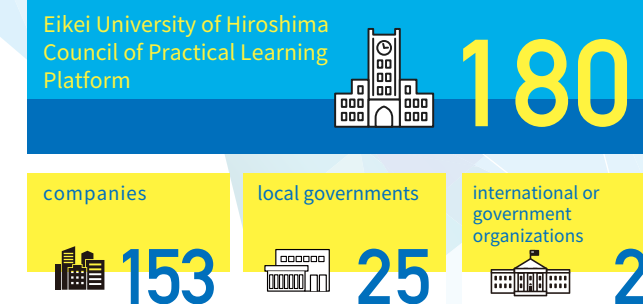 Eikei University of Hiroshima
Council of Practical Learning
Platform
180
companies
153
local governments
25
international or
government
organizations
2